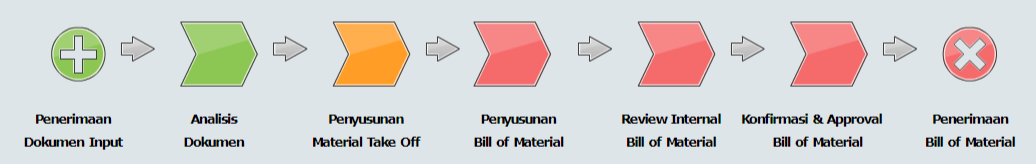 Penerimaan
Dokumen Input
Analisis
Dokumen
Penyusunan
Material Take Off
Penyusunan
Bill of Material
Review Internal
Bill of Material
Konfirmasi & Approval
Bill of Material
Penerimaan
Bill of Material